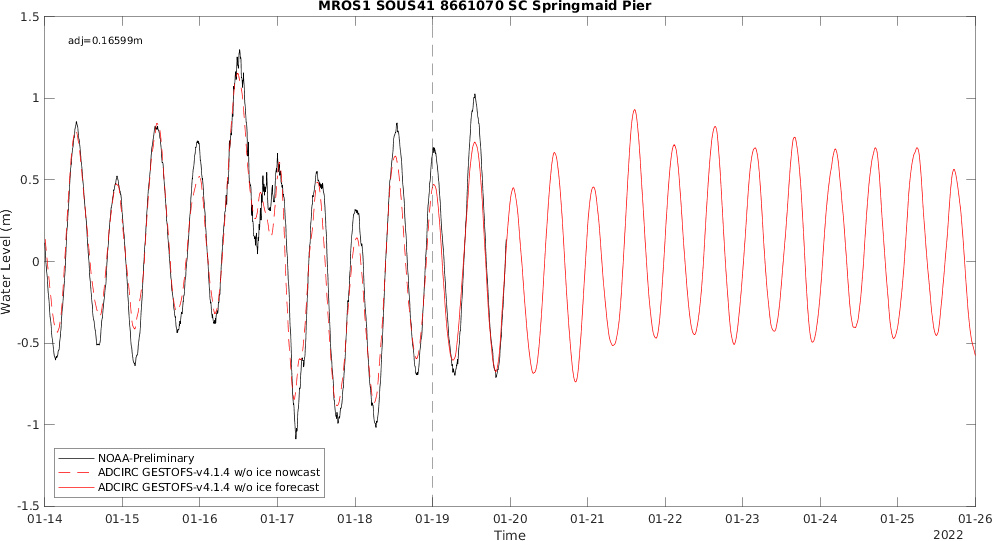 MROS1 SOUS41 8661070 SC Springmaid Pier
adj=0.16599m
1.5
1
0.5
0
-0.5
-1
-1.5
Water Level (m)
NOAA-Preliminary
ADCIRC GESTOFS-v4.1.4 w/o ice nowcast
ADCIRC GESTOFS-v4.1.4 w/o ice forecast
01-14 01-15 01-16 01-17 01-18 01-19 01-20 01-21 01-22 01-23 01-24 01-25 01-26
Time
2022